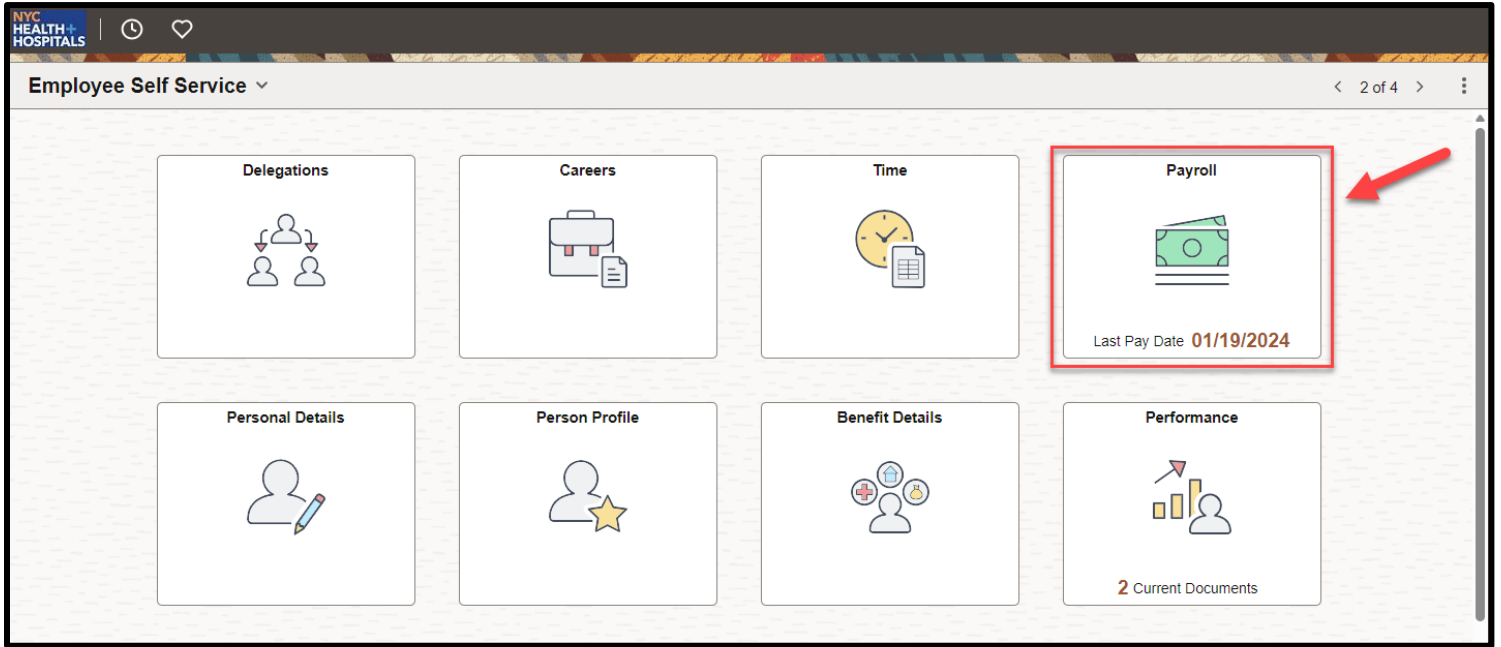 NYC
HEALTH+
HOSPITALS
Employee Self Service
2 of 4
Delegations
Careers
Time
Payroll
Last Pay Date 01/19/2024
Personal Details
Person Profile
Benefit Details
Performance
2 Current Documents